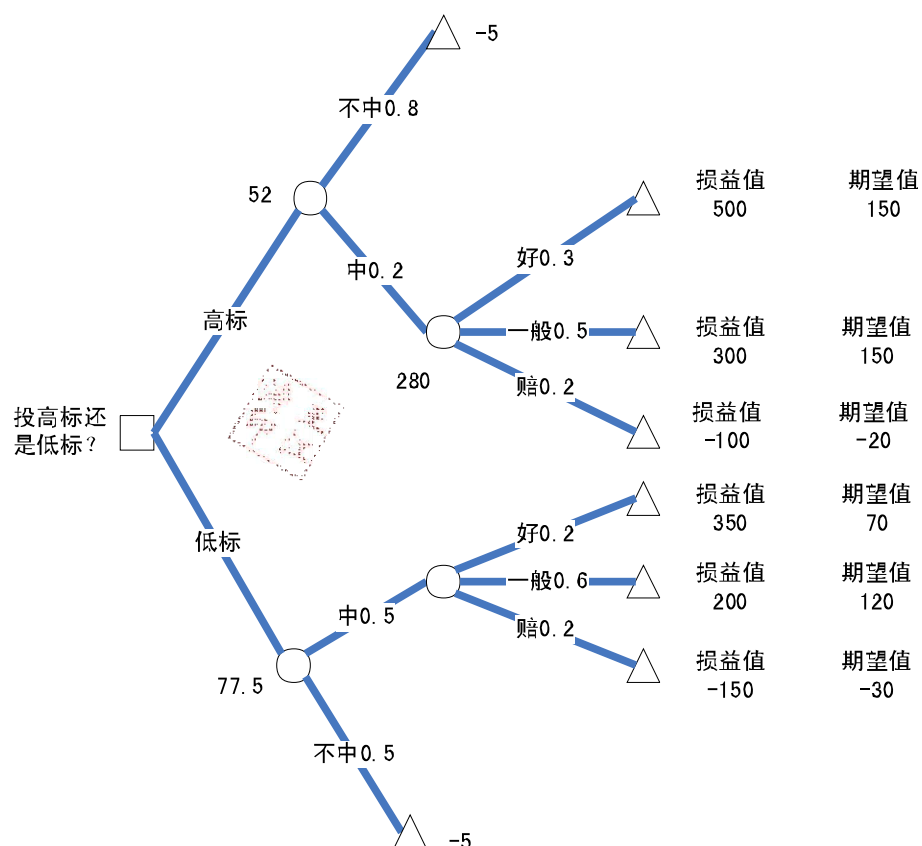 -5
不中0.8
52
损益值 期望值
500 150
好0.3
中0.2
高标
一般0.5
损益值 期望值
300 150
280
赔0.2
损益值 期望值
-100 -20
投高标还
是低标？
损益值 期望值
350 70
好0.2
低标
一般0.6
损益值 期望值
200 120
中0.5
赔0.2
损益值 期望值
-150 -30
77.5
不中0.5
-5